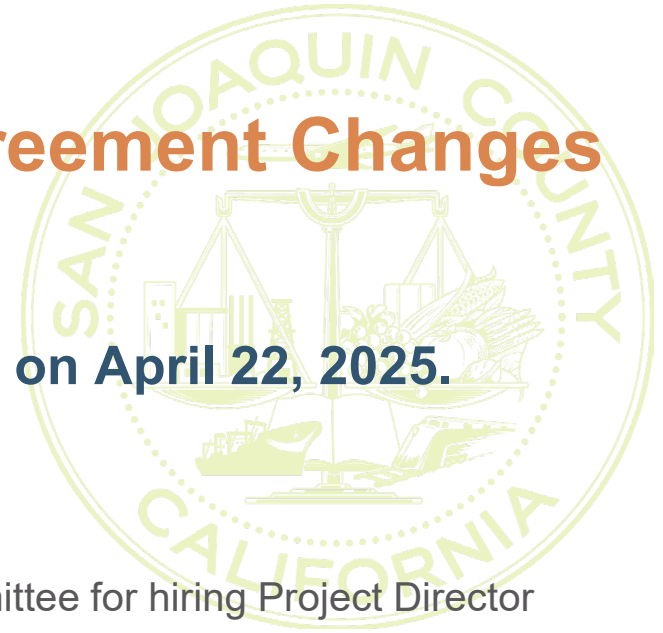 SAN JOAQUIN COUNTY
reement Changes
on April 22, 2025.
CALIFORNIA
ittee for hiring Project Director